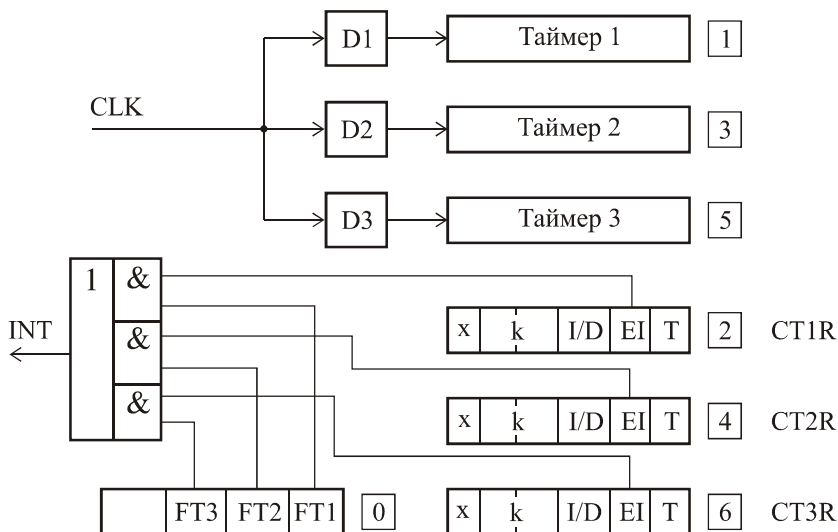 D1 Таймер 1 1
CLK
D2 Таймер 2 3
D3 Таймер 3 5
1 &
INT
&
&
x k I/D EI T 2 CT1R
x k I/D EI T 4 CT2R
FT3 FT2 FT1 0
x k I/D EI T 6 CT3R